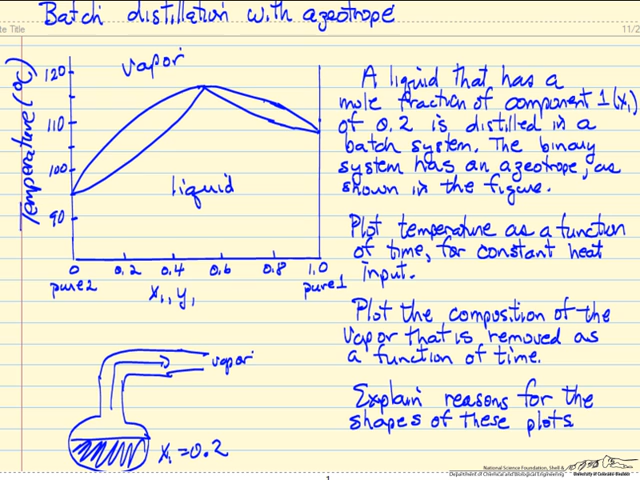 Batch distillation with azeotrope
te Title
11/2
Temperature (°C)
120
110
100
90
vapor
liquid
0
0.2
0.4
0.6
0.8
1.0
pure 2
pure 1
x1, y1
A liquid that has a
mole fraction of component 1 (x1)
of 0.2 is distilled in a
batch system. The binary
system has an azeotrope, as
shown in the figure.
Plot temperature as a function
of time, for constant heat
input.
Plot the compostion of the
vapor that is removed as
a function of time.
Explain reasons for the
shapes of these plots
vapor
x1 = 0.2
National Science Foundation, Shell &
Department of Chemical and Biological Engineering
University of Colorado Boulder
1